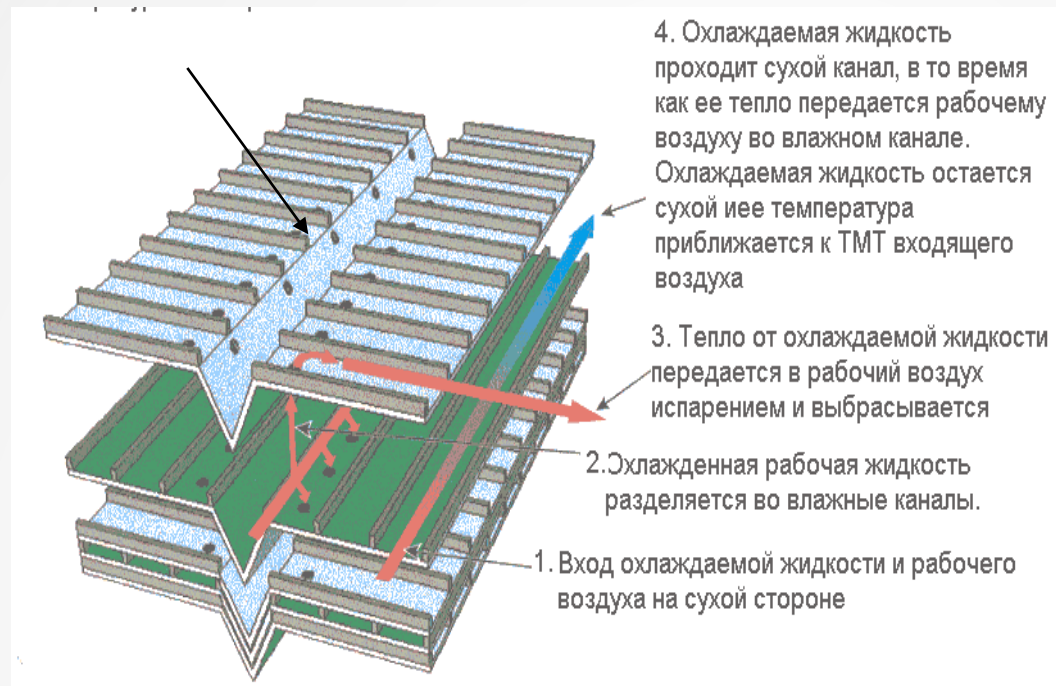 4. Охлаждаемая жидкость
проходит сухой канал, в то время
как ее тепло передается рабочему
воздуху во влажном канале.
Охлаждаемая жидкость остается
сухой иее температура
приближается к ТМТ входящего
воздуха
3. Тепло от охлаждаемой жидкости
передается в рабочий воздух
испарением и выбрасывается
2.Охлажденная рабочая жидкость
разделяется во влажные каналы.
1. Вход охлаждаемой жидкости и рабочего
воздуха на сухой стороне